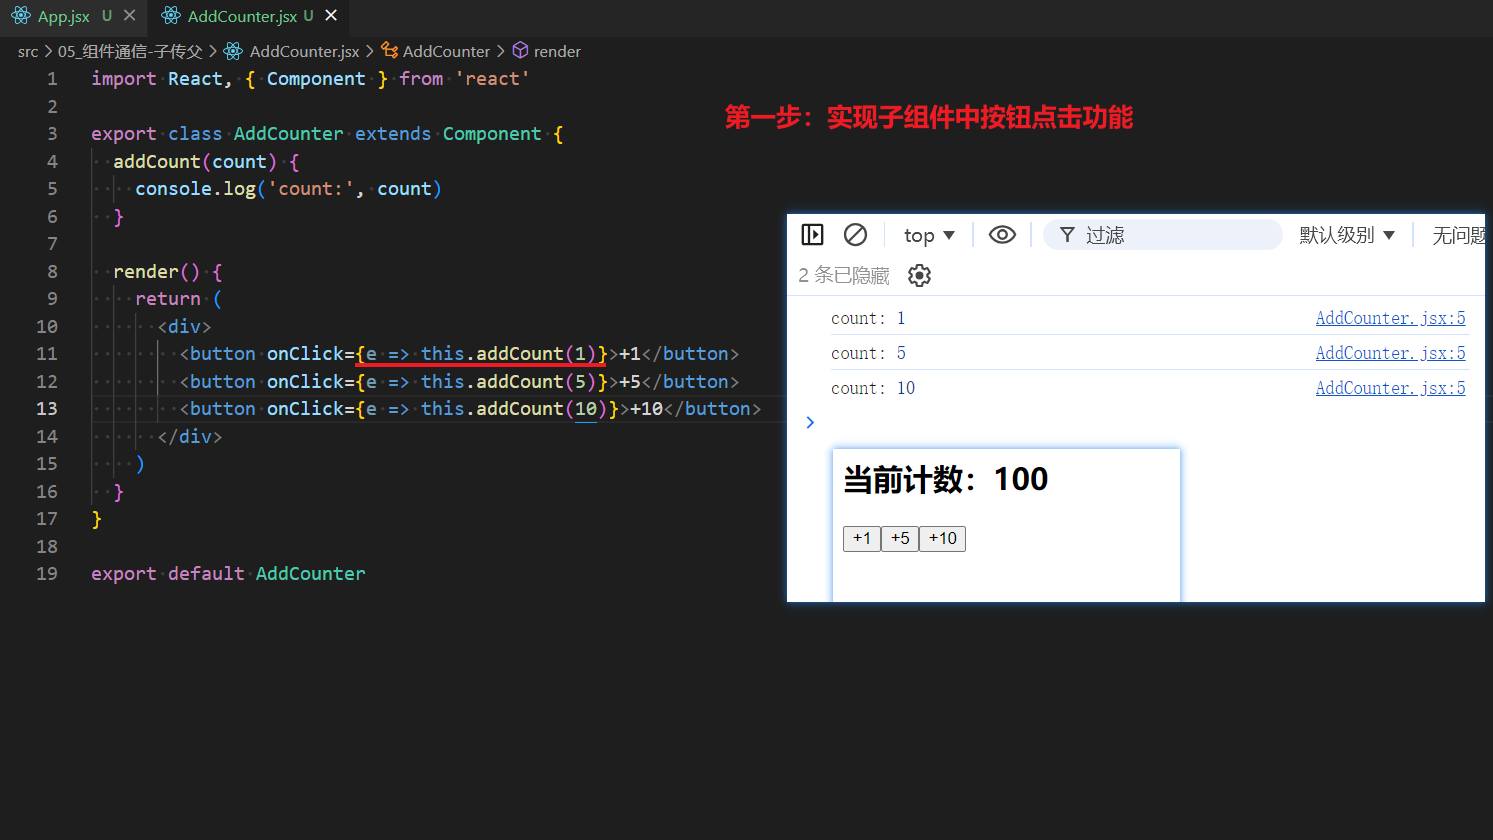 App.jsx U
AddCounter.jsx U
src > 05_组件通信-子传父 > AddCounter.jsx > AddCounter > render
1 import React, { Component } from 'react'
2
3 export class AddCounter extends Component {
4 addCount(count) {
5 console.log('count:', count)
6 }
7
8 render() {
9 return (
10 <div>
11 <button onClick={e => this.addCount(1)}>+1</button>
12 <button onClick={e => this.addCount(5)}>+5</button>
13 <button onClick={e => this.addCount(10)}>+10</button>
14 </div>
15 )
16 }
17 }
18
19 export default AddCounter
第一步：实现子组件中按钮点击功能
top 过滤 默认级别 无问题
2 条已隐藏
count: 1 AddCounter.jsx:5
count: 5 AddCounter.jsx:5
count: 10 AddCounter.jsx:5
当前计数：100
+1 +5 +10